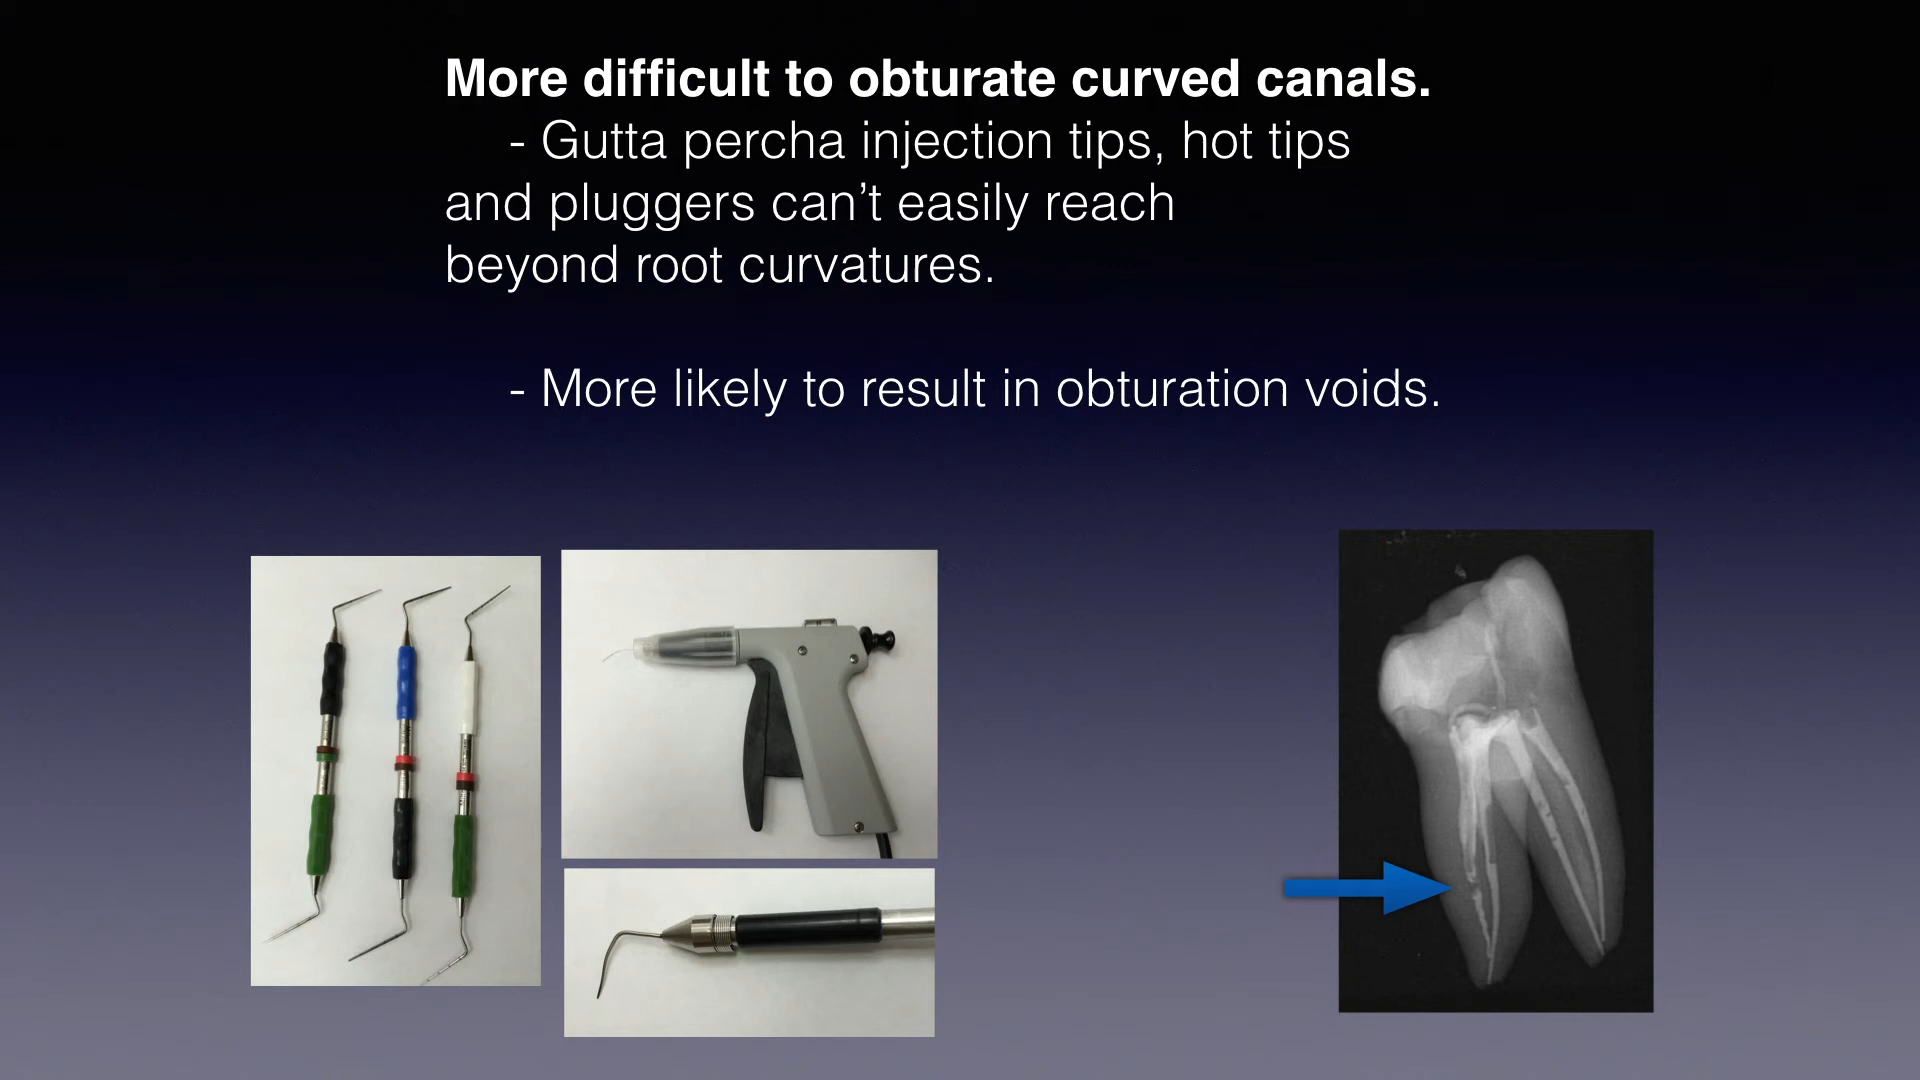 More difficult to obturate curved canals.
- Gutta percha injection tips, hot tips
and pluggers can’t easily reach
beyond root curvatures.
- More likely to result in obturation voids.